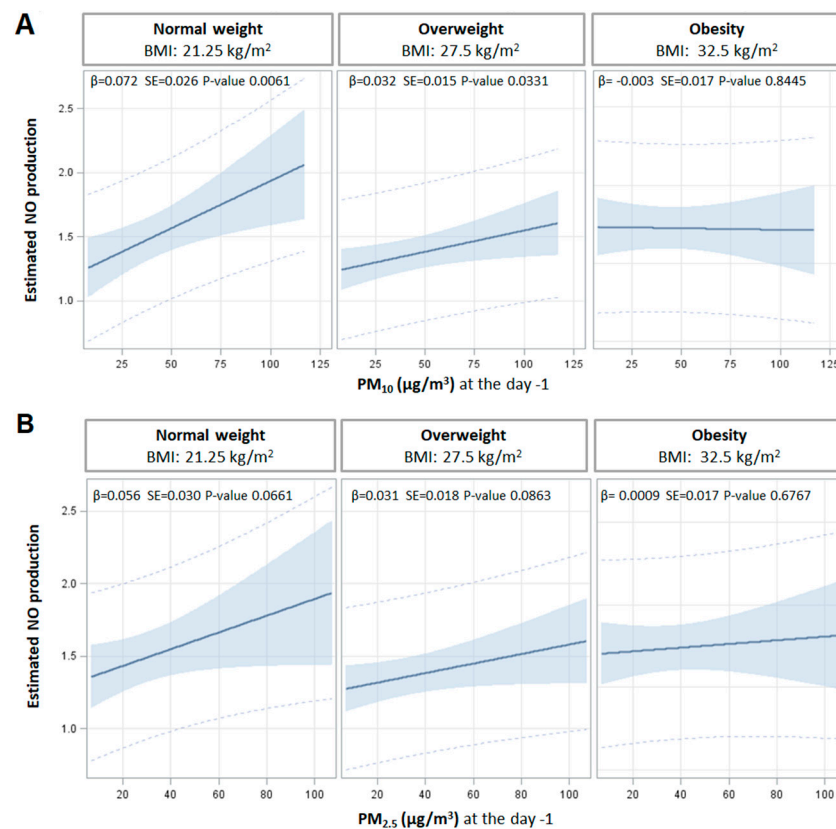 A
Normal weight
BMI: 21.25 kg/m²
Overweight
BMI: 27.5 kg/m²
Obesity
BMI: 32.5 kg/m²
β=0.072 SE=0.026 P-value 0.0061
β=0.032 SE=0.015 P-value 0.0331
β= -0.003 SE=0.017 P-value 0.8445
Estimated NO production
2.5
2.0
1.5
1.0
25 50 75 100 125
25 50 75 100 125
25 50 75 100 125
PM₁₀ (µg/m³) at the day -1
B
Normal weight
BMI: 21.25 kg/m²
Overweight
BMI: 27.5 kg/m²
Obesity
BMI: 32.5 kg/m²
β=0.056 SE=0.030 P-value 0.0661
β=0.031 SE=0.018 P-value 0.0863
β= 0.0009 SE=0.017 P-value 0.6767
Estimated NO production
2.5
2.0
1.5
1.0
20 40 60 80 100
20 40 60 80 100
20 40 60 80 100
PM₂.₅ (µg/m³) at the day -1